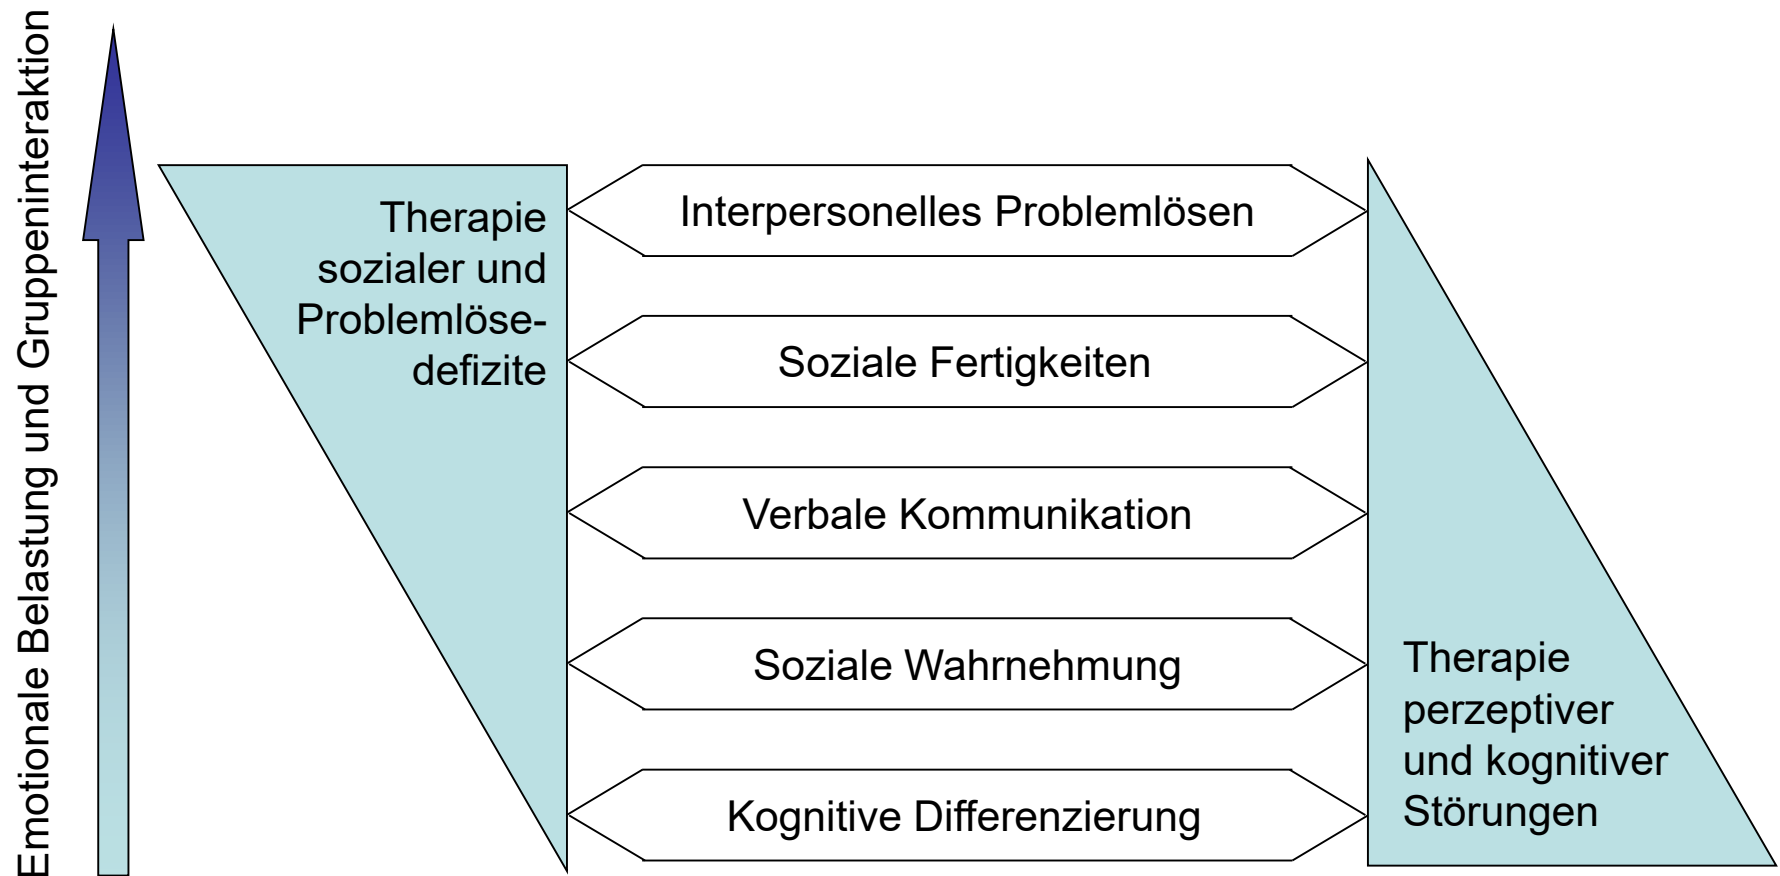 Emotionale Belastung und Gruppeninteraktion
Therapie
sozialer und
Problemlöse-
defizite
Interpersonelles Problemlösen
Soziale Fertigkeiten
Verbale Kommunikation
Soziale Wahrnehmung
Kognitive Differenzierung
Therapie
perzeptiver
und kognitiver
Störungen